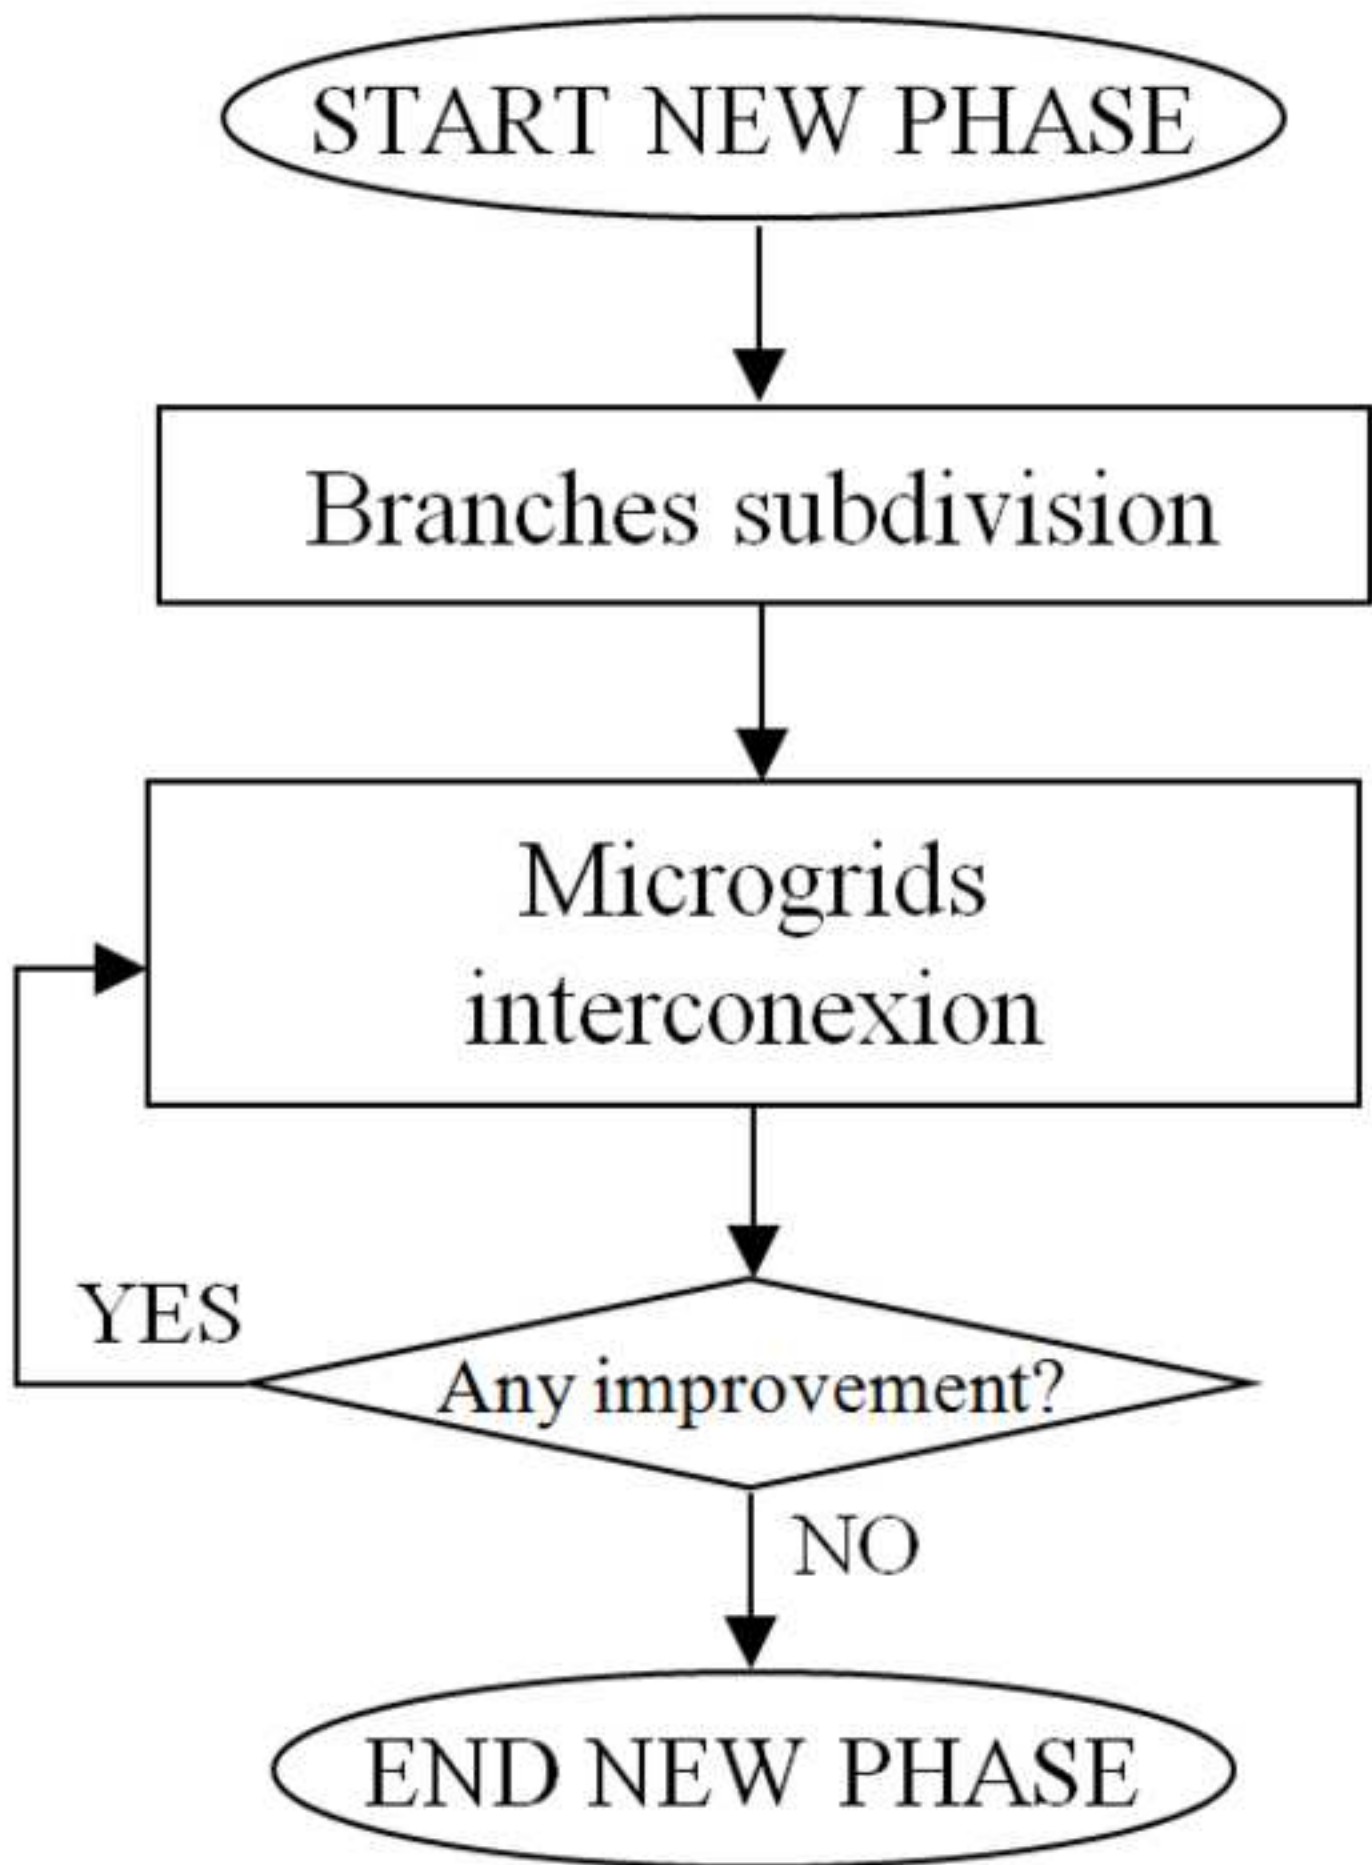 START NEW PHASE
Branches subdivision
Microgrids
interconexion
YES
Any improvement?
NO
END NEW PHASE